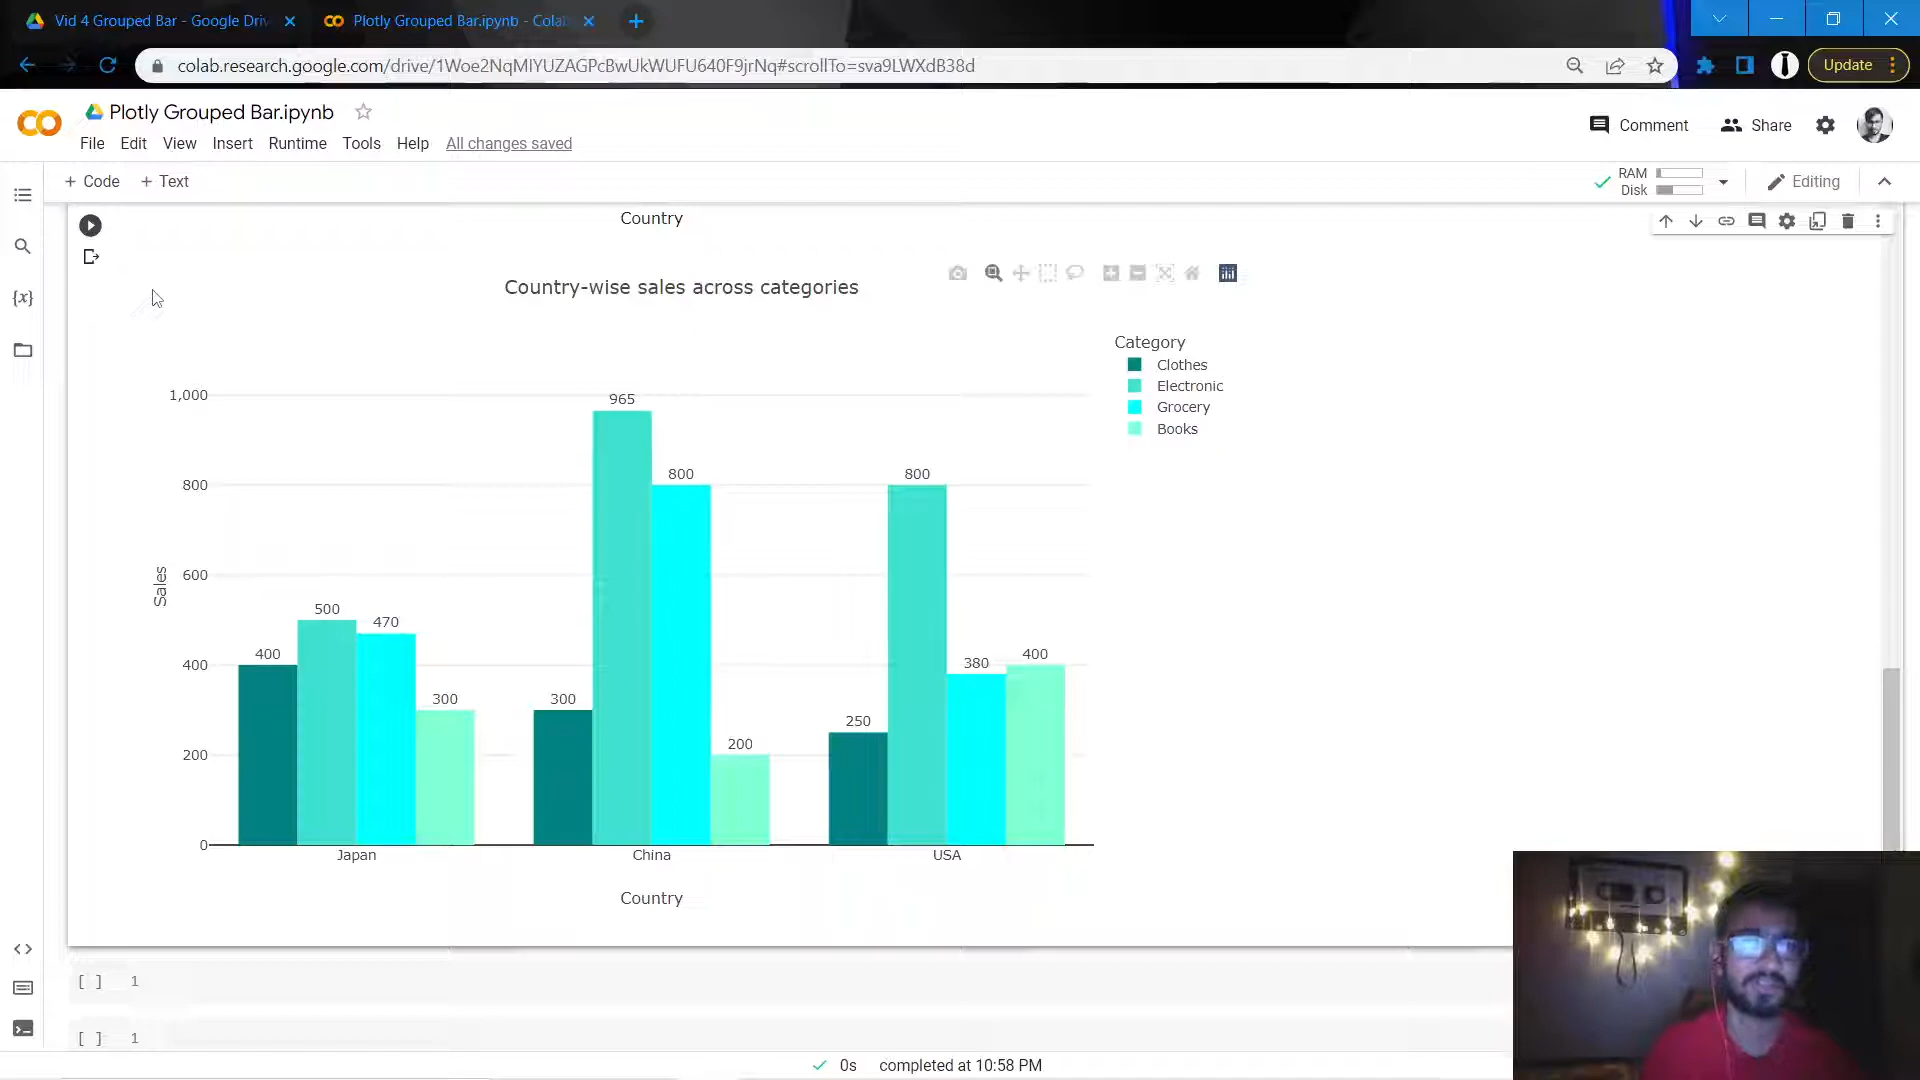 Vid 4 Grouped Bar - Google Driv
Plotly Grouped Bar.ipynb - Colab
colab.research.google.com/drive/1Woe2NqMIYUZAGPcBwUkWUFU640F9jrNq#scrollTo=sva9LWXdB38d
Update
Plotly Grouped Bar.ipynb
Comment
Share
File Edit View Insert Runtime Tools Help All changes saved
+ Code + Text
RAM
Disk
Editing
Country
Country-wise sales across categories
Category
Clothes
Electronic
Grocery
Books
1,000
800
600
400
200
0
Sales
400
500
470
300
300
965
800
200
250
800
380
400
Japan
China
USA
Country
{x}
[ ] 1
[ ] 1
0s completed at 10:58 PM